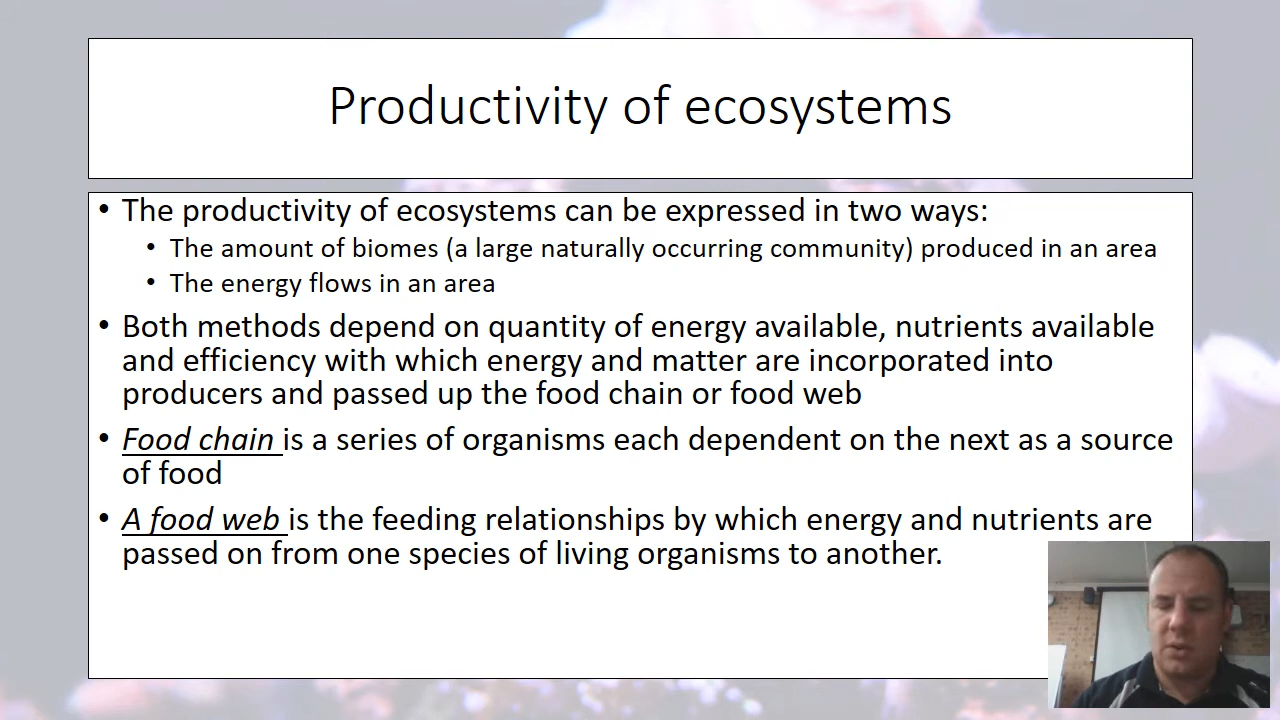 Productivity of ecosystems
• The productivity of ecosystems can be expressed in two ways:
• The amount of biomes (a large naturally occurring community) produced in an area
• The energy flows in an area
• Both methods depend on quantity of energy available, nutrients available
and efficiency with which energy and matter are incorporated into
producers and passed up the food chain or food web
• Food chain is a series of organisms each dependent on the next as a source
of food
• A food web is the feeding relationships by which energy and nutrients are
passed on from one species of living organisms to another.